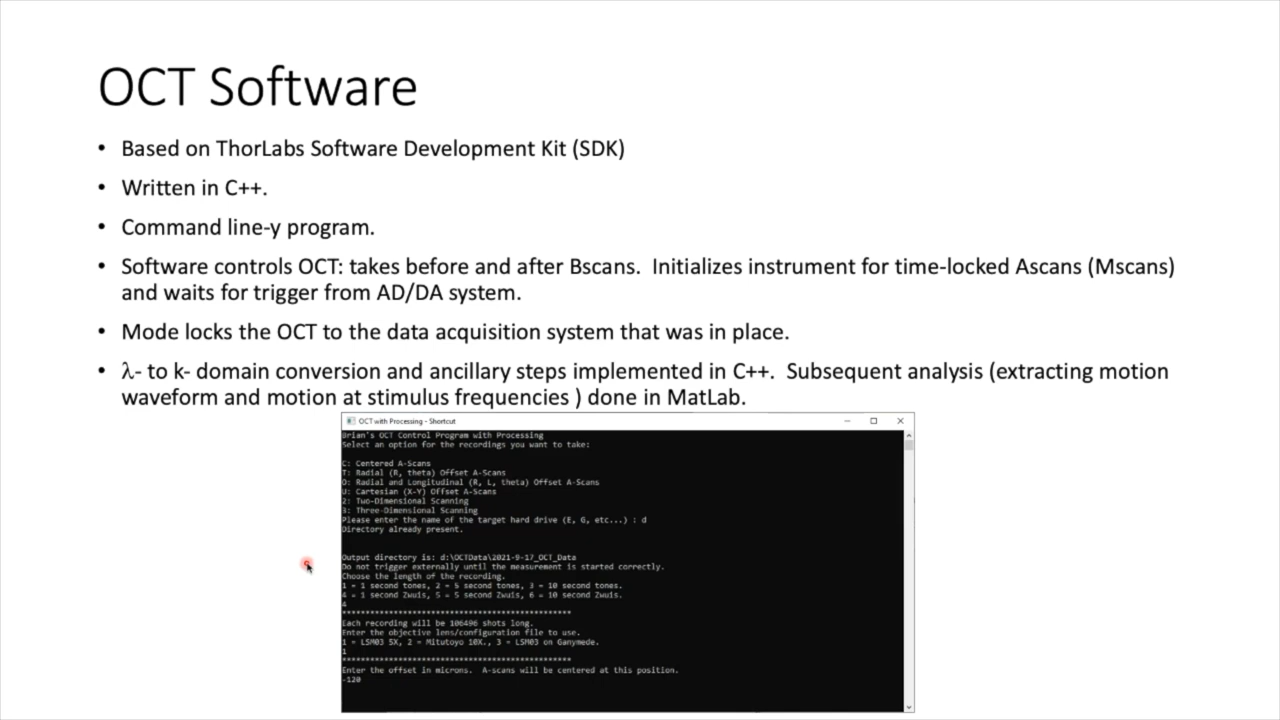 OCT Software
• Based on ThorLabs Software Development Kit (SDK)
• Written in C++.
• Command line-y program.
• Software controls OCT: takes before and after Bscans.  Initializes instrument for time-locked Ascans (Mscans)
and waits for trigger from AD/DA system.
• Mode locks the OCT to the data acquisition system that was in place.
• λ- to k- domain conversion and ancillary steps implemented in C++.  Subsequent analysis (extracting motion
waveform and motion at stimulus frequencies ) done in MatLab.
OCT with Processing - Shortcut
Brian's OCT Control Program with Processing
Select an option for the recordings you want to take:
C: Centered A-Scans
T: Radial (R, theta) Offset A-Scans
O: Radial and Longitudinal (R, L, theta) Offset A-Scans
U: Cartesian (X-Y) Offset A-Scans
2: Two-Dimensional Scanning
3: Three-Dimensional Scanning
Please enter the name of the target hard drive (E, G, etc...) : d
Directory already present.
Output directory is: d:\OCTData\2021-9-17_OCT_Data
Do not trigger externally until the measurement is started correctly.
Choose the length of the recording.
1 = 1 second tones, 2 = 5 second tones, 3 = 10 second tones.
4 = 1 second Zwuis, 5 = 5 second Zwuis, 6 = 10 second Zwuis.
4
*************************************************
Each recording will be 106496 shots long.
Enter the objective lens/configuration file to use.
1 = LSM03 5X, 2 = Mitutoyo 10X., 3 = LSM03 on Ganymede.
1
*************************************************
Enter the offset in microns.  A-scans will be centered at this position.
-120